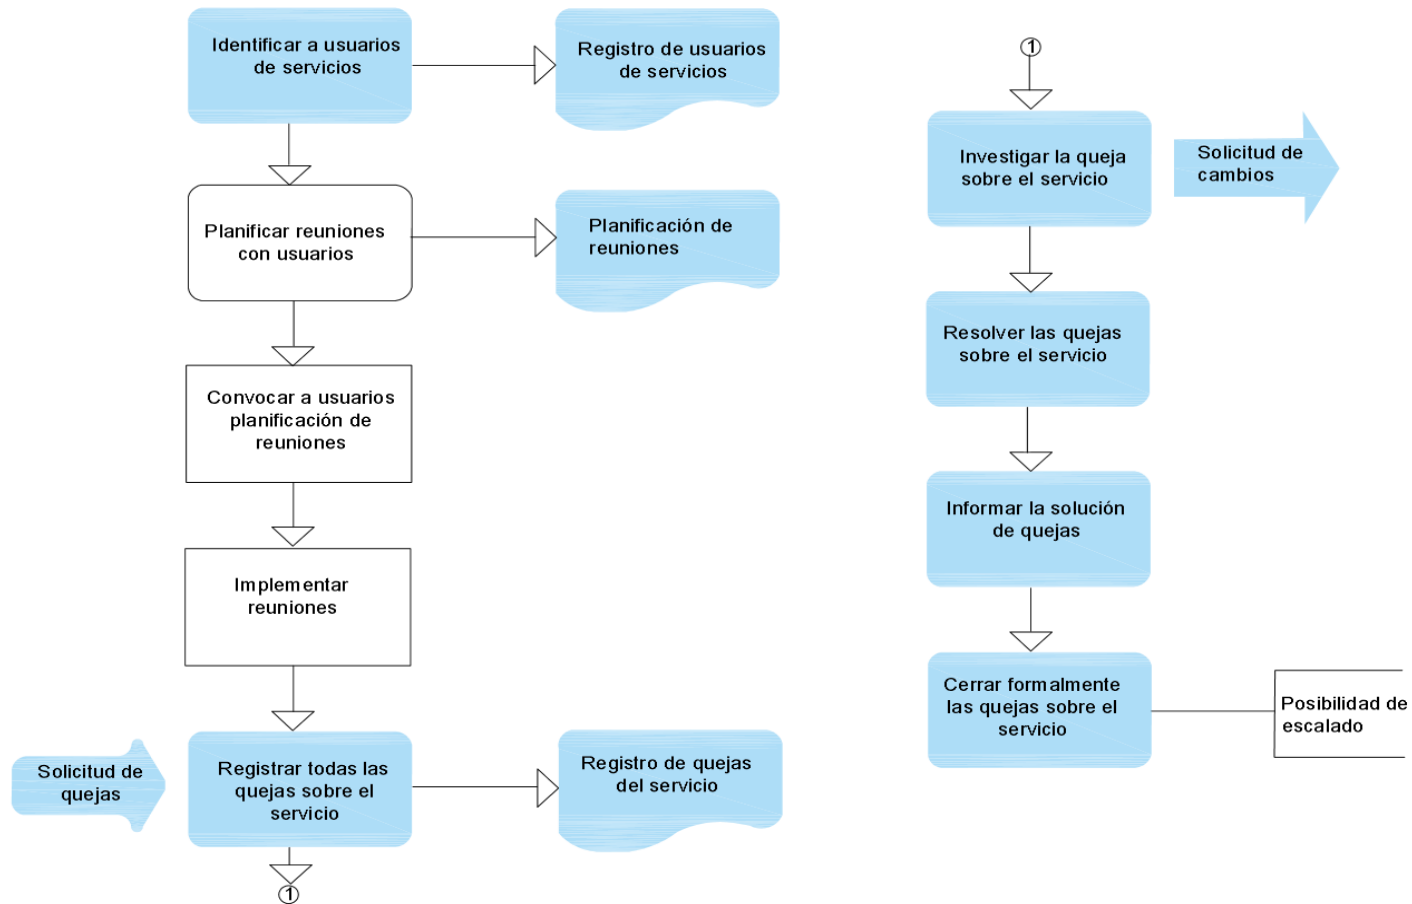 Identificar a usuarios
de servicios
Registro de usuarios
de servicios
Planificar reuniones
con usuarios
Planificación de
reuniones
Convocar a usuarios
planificación de
reuniones
Implementar
reuniones
Solicitud de
quejas
Registrar todas las
quejas sobre el
servicio
Registro de quejas
del servicio
1
1
Investigar la queja
sobre el servicio
Solicitud de
cambios
Resolver las quejas
sobre el servicio
Informar la solución
de quejas
Cerrar formalmente
las quejas sobre el
servicio
Posibilidad de
escalado